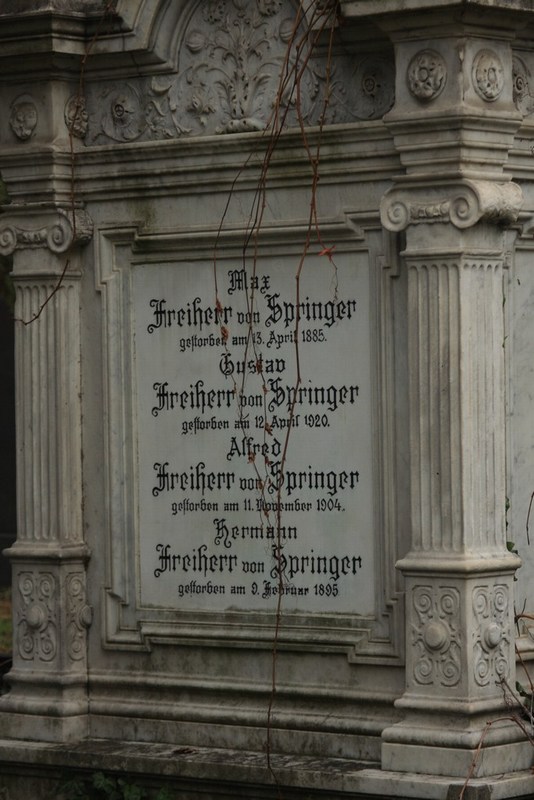 Max
Freiherr von Springer
gestorben am 13. April 1885.
Gustav
Freiherr von Springer
gestorben am 12. April 1920.
Alfred
Freiherr von Springer
gestorben am 11. November 1904.
Hermann
Freiherr von Springer
gestorben am 9. Februar 1895